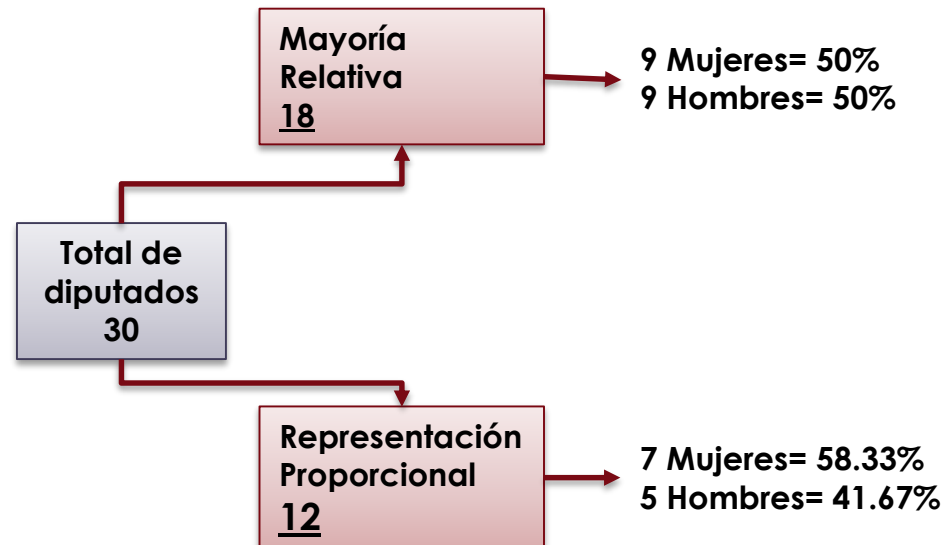 Mayoría
Relativa
18
9 Mujeres= 50%
9 Hombres= 50%
Total de
diputados
30
Representación
Proporcional
12
7 Mujeres= 58.33%
5 Hombres= 41.67%